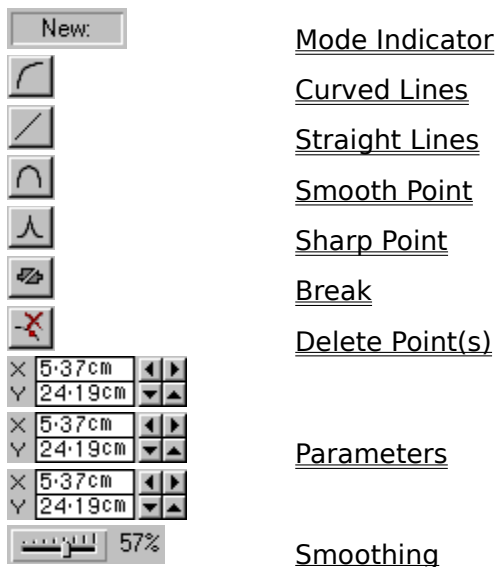 New:
Mode Indicator
Curved Lines
Straight Lines
Smooth Point
Sharp Point
Break
Delete Point(s)
X 5·37cm
Y 24·19cm
X 5·37cm
Y 24·19cm
Parameters
X 5·37cm
Y 24·19cm
57%
Smoothing